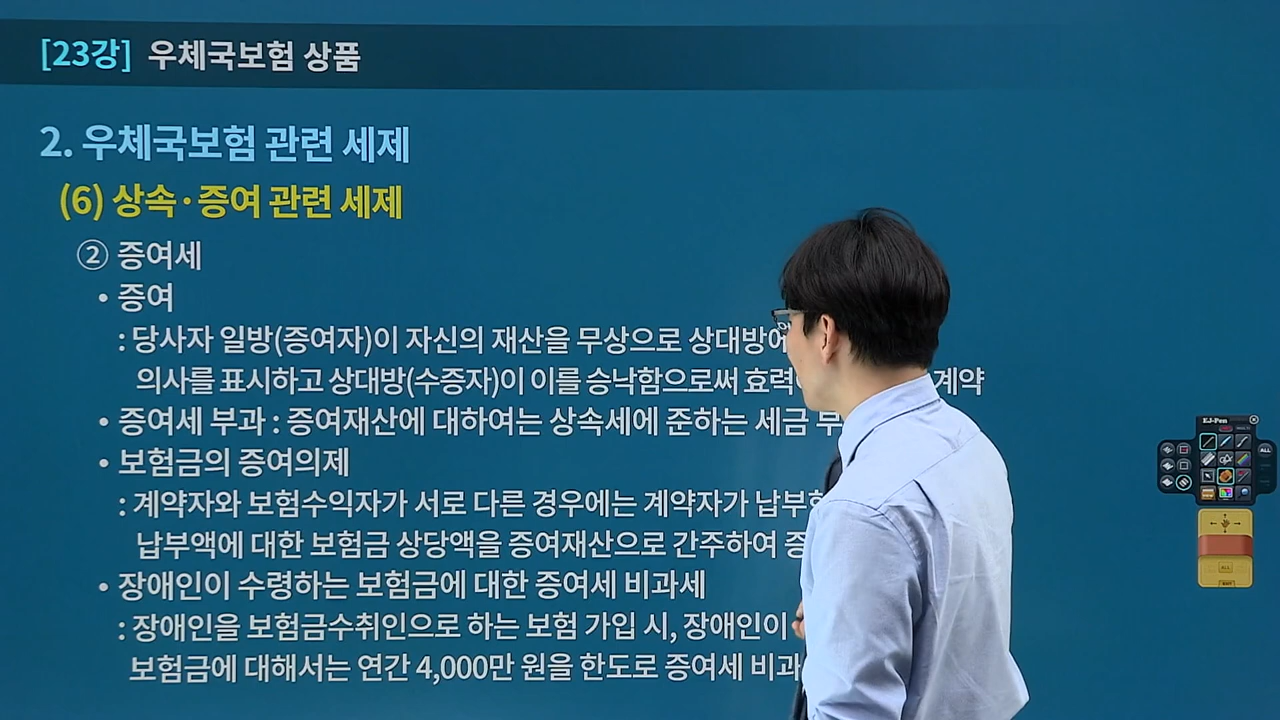 [23강] 우체국보험 상품
2. 우체국보험 관련 세제
(6) 상속·증여 관련 세제
② 증여세
• 증여
: 당사자 일방(증여자)이 자신의 재산을 무상으로 상대방에
의사를 표시하고 상대방(수증자)이 이를 승낙함으로써 효력 계약
• 증여세 부과 : 증여재산에 대하여는 상속세에 준하는 세금
• 보험금의 증여의제
: 계약자와 보험수익자가 서로 다른 경우에는 계약자가
납부액에 대한 보험금 상당액을 증여재산으로 간주하여
• 장애인이 수령하는 보험금에 대한 증여세 비과세
: 장애인을 보험금수취인으로 하는 보험 가입 시, 장애인이
보험금에 대해서는 연간 4,000만 원을 한도로 증여세
EJ-Pen
ALL
ALL
EXIT